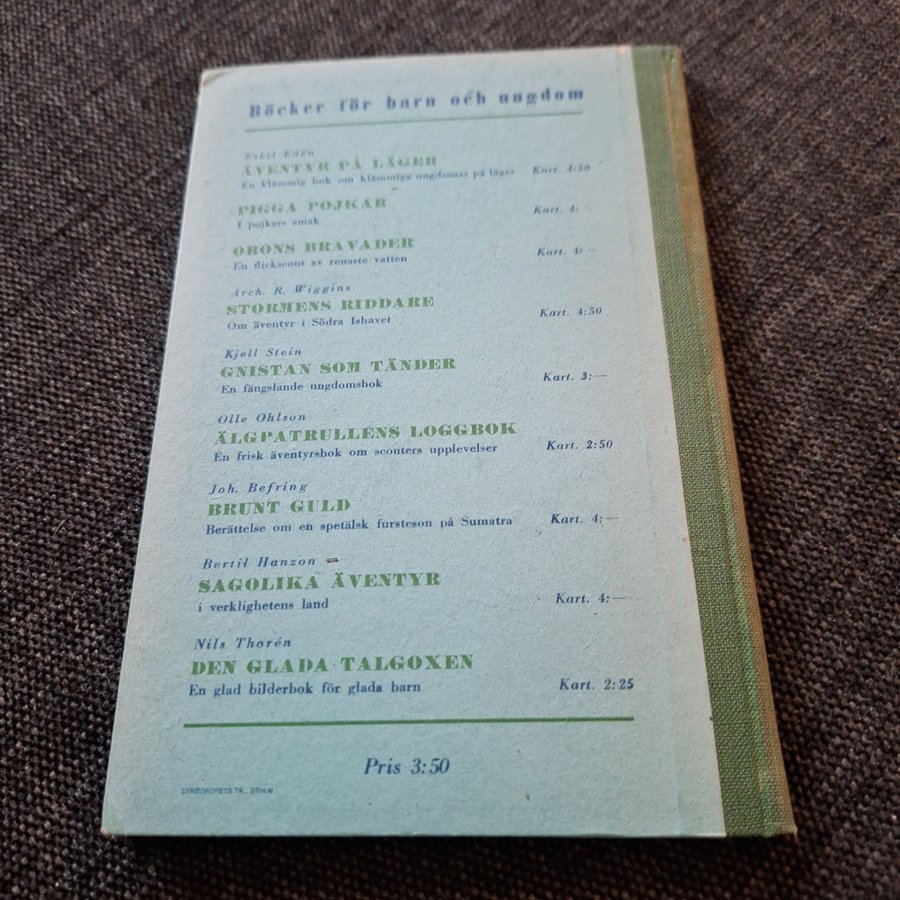 Böcker för barn och ungdom
Eskil Edén
ÄVENTYR PÅ LÄGER
En klämmig bok om klämmiga ungdomar på läger Kart. 4:50
PIGGA POJKAR
I pojkars smak Kart. 4:—
ORONS BRAVADER
En flickscout av renaste vatten Kart. 4:—
Arch. R. Wiggins
STORMENS RIDDARE
Om äventyr i Södra Ishavet Kart. 4:50
Kjell Stein
GNISTAN SOM TÄNDER
En fängslande ungdomsbok Kart. 3:—
Olle Ohlson
ÄLGPATRULLENS LOGGBOK
En frisk äventyrsbok om scouters upplevelser Kart. 2:50
Joh. Befring
BRUNT GULD
Berättelse om en spetälsk fursteson på Sumatra Kart. 4:—
Bertil Hanzon
SAGOLIKA ÄVENTYR
i verklighetens land Kart. 4:—
Nils Thorén
DEN GLADA TALGOXEN
En glad bilderbok för glada barn Kart. 2:25
Pris 3:50
STRIDSROPETS TR., STHLM